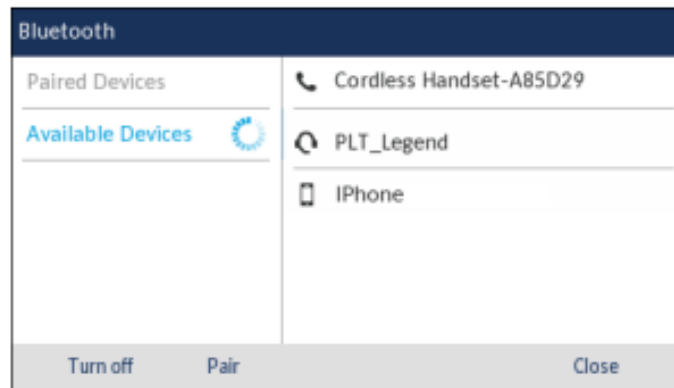 Bluetooth
Paired Devices
Available Devices
Cordless Handset-A85D29
PLT_Legend
IPhone
Turn off Pair Close